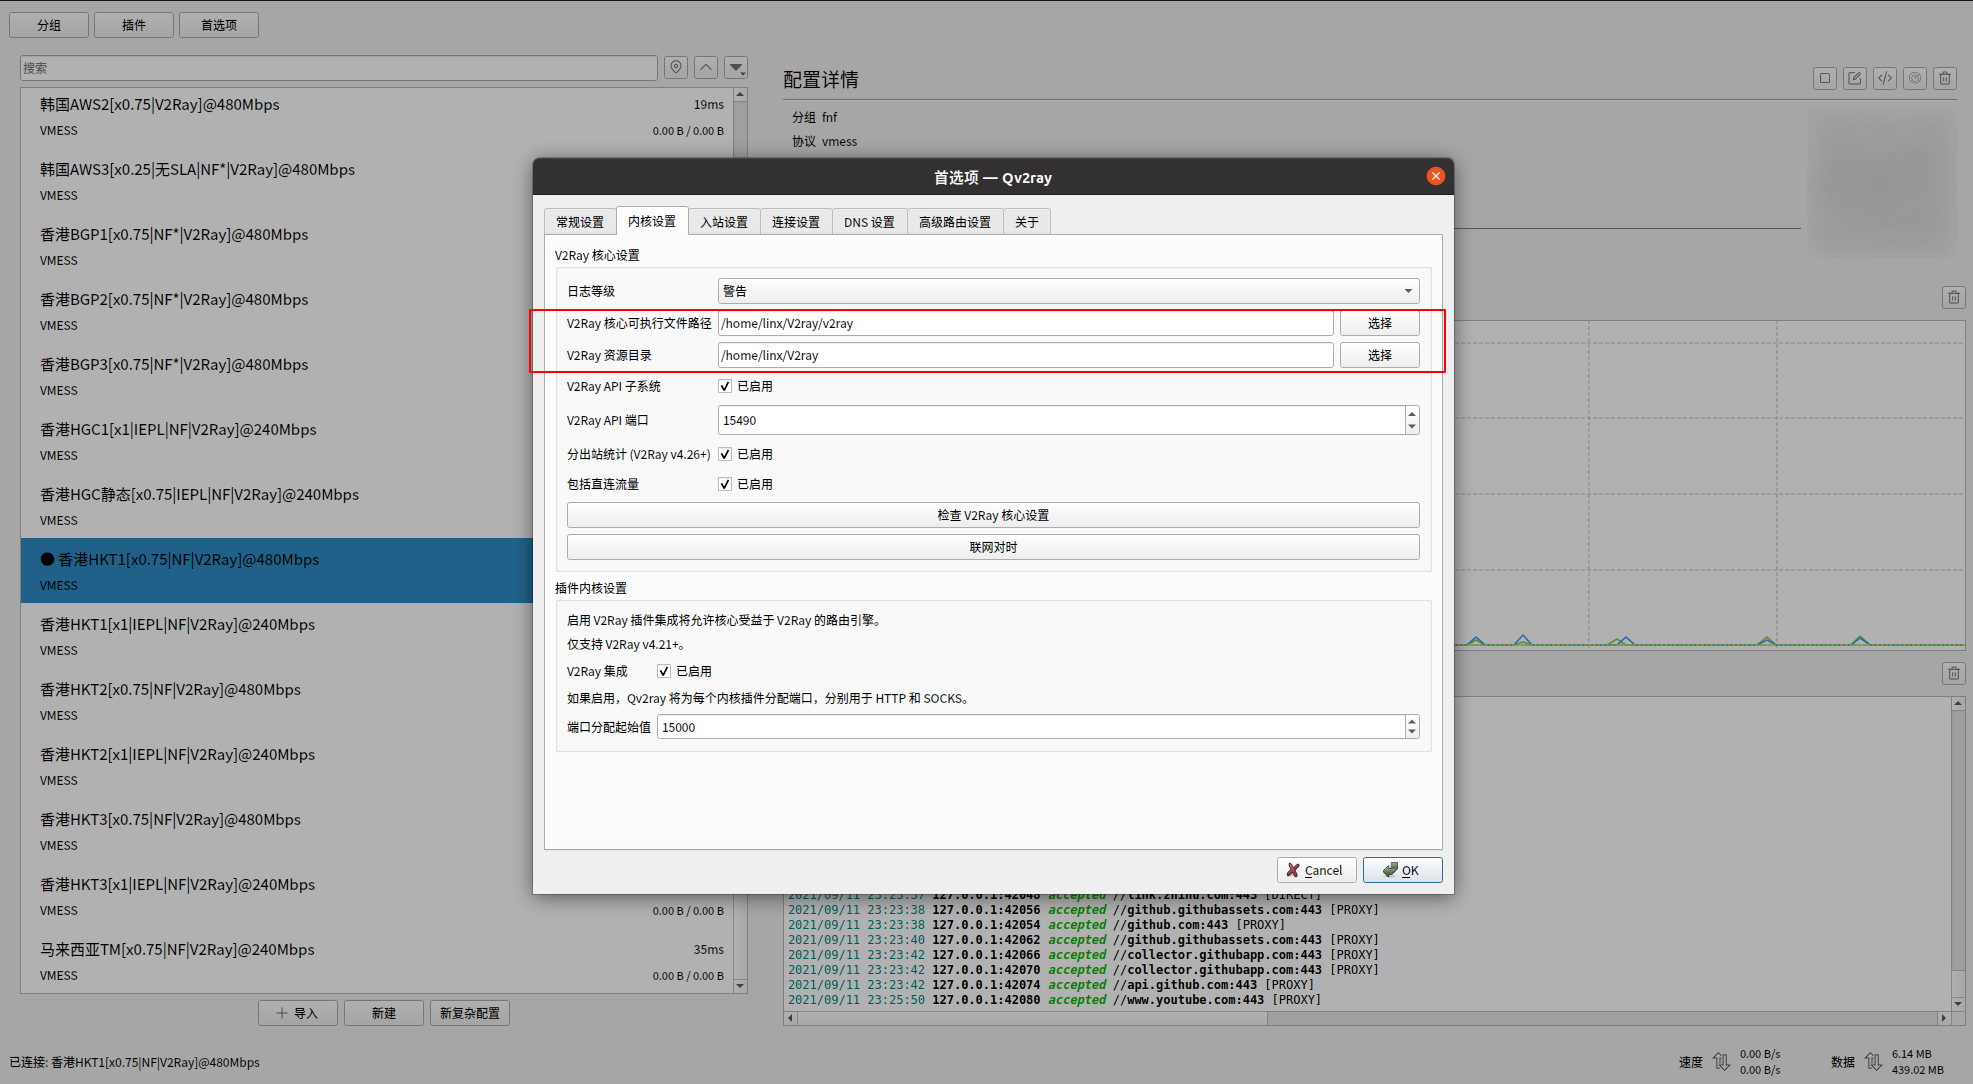 分组 插件 首选项
搜索
韩国AWS2[x0.75|V2Ray]@480Mbps 19ms
VMESS 0.00 B / 0.00 B
韩国AWS3[x0.25|无SLA|NF*|V2Ray]@480Mbps
VMESS
香港BGP1[x0.75|NF*|V2Ray]@480Mbps
VMESS
香港BGP2[x0.75|NF*|V2Ray]@480Mbps
VMESS
香港BGP3[x0.75|NF*|V2Ray]@480Mbps
VMESS
香港HGC1[x1|IEPL|NF|V2Ray]@240Mbps
VMESS
香港HGC静态[x0.75|IEPL|NF|V2Ray]@240Mbps
VMESS
香港HKT1[x0.75|NF|V2Ray]@480Mbps
VMESS
香港HKT1[x1|IEPL|NF|V2Ray]@240Mbps
VMESS
香港HKT2[x0.75|NF|V2Ray]@480Mbps
VMESS
香港HKT2[x1|IEPL|NF|V2Ray]@240Mbps
VMESS
香港HKT3[x0.75|NF|V2Ray]@480Mbps
VMESS
香港HKT3[x1|IEPL|NF|V2Ray]@240Mbps
VMESS 0.00 B / 0.00 B
马来西亚TM[x0.75|NF|V2Ray]@240Mbps 35ms
VMESS 0.00 B / 0.00 B
导入 新建 新复杂配置
配置详情
分组 fnf
协议 vmess
首选项 — Qv2ray
常规设置 内核设置 入站设置 连接设置 DNS 设置 高级路由设置 关于
V2Ray 核心设置
日志等级 警告
V2Ray 核心可执行文件路径 /home/linx/V2ray/v2ray 选择
V2Ray 资源目录 /home/linx/V2ray 选择
V2Ray API 子系统 已启用
V2Ray API 端口 15490
分出站统计 (V2Ray v4.26+) 已启用
包括直连流量 已启用
检查 V2Ray 核心设置
联网对时
插件内核设置
启用 V2Ray 插件集成将允许核心受益于 V2Ray 的路由引擎。
仅支持 V2Ray v4.21+。
V2Ray 集成 已启用
如果启用，Qv2ray 将为每个内核插件分配端口，分别用于 HTTP 和 SOCKS。
端口分配起始值 15000
Cancel OK
2021/09/11 23:23:37 127.0.0.1:42048 accepted //link.zhihu.com:443 [DIRECT]
2021/09/11 23:23:38 127.0.0.1:42056 accepted //github.githubassets.com:443 [PROXY]
2021/09/11 23:23:38 127.0.0.1:42054 accepted //github.com:443 [PROXY]
2021/09/11 23:23:40 127.0.0.1:42062 accepted //github.githubassets.com:443 [PROXY]
2021/09/11 23:23:42 127.0.0.1:42066 accepted //collector.githubapp.com:443 [PROXY]
2021/09/11 23:23:42 127.0.0.1:42070 accepted //collector.githubapp.com:443 [PROXY]
2021/09/11 23:23:42 127.0.0.1:42074 accepted //api.github.com:443 [PROXY]
2021/09/11 23:25:50 127.0.0.1:42080 accepted //www.youtube.com:443 [PROXY]
已连接: 香港HKT1[x0.75|NF|V2Ray]@480Mbps
速度 0.00 B/s
0.00 B/s
数据 6.14 MB
439.02 MB